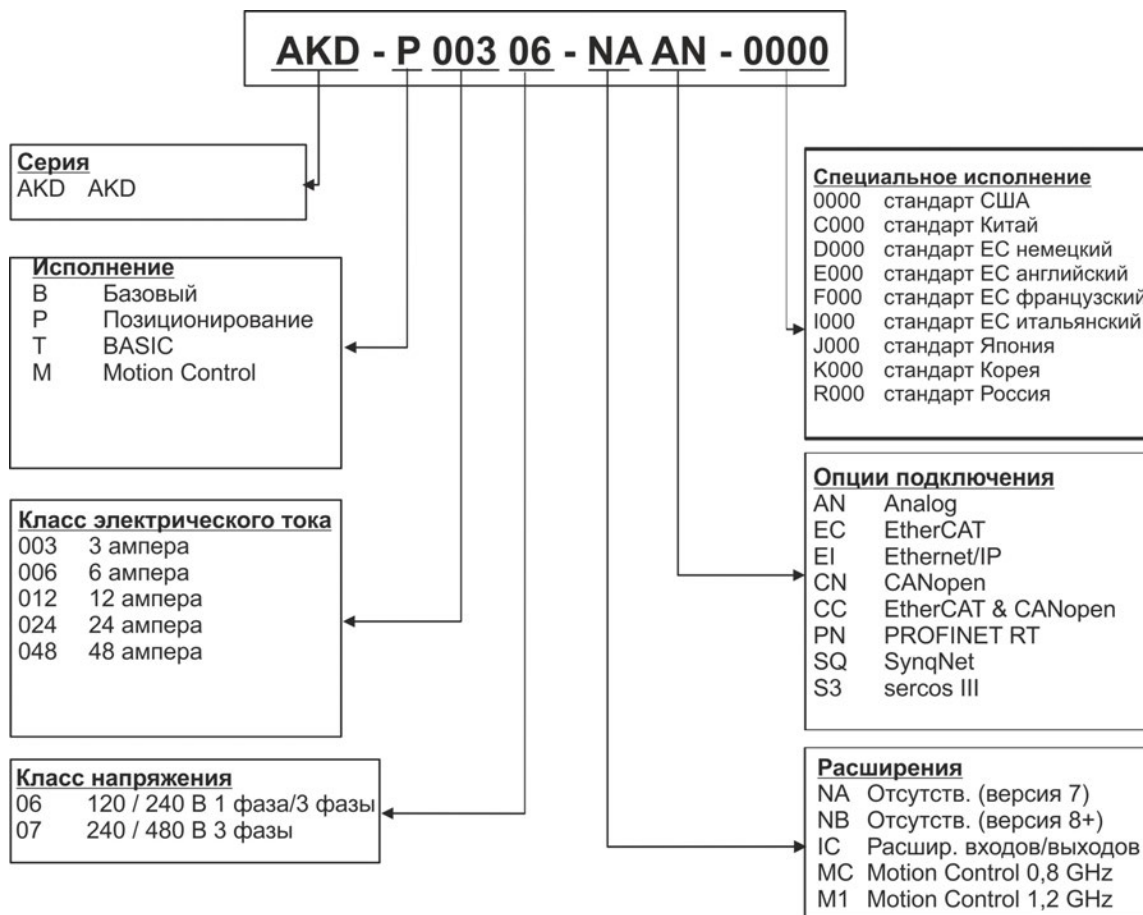 AKD - P 003 06 - NA AN - 0000
Серия
AKD AKD
Исполнение
B Базовый
P Позиционирование
T BASIC
M Motion Control
Класс электрического тока
003 3 ампера
006 6 ампера
012 12 ампера
024 24 ампера
048 48 ампера
Класс напряжения
06 120 / 240 В 1 фаза/3 фазы
07 240 / 480 В 3 фазы
Специальное исполнение
0000 стандарт США
C000 стандарт Китай
D000 стандарт ЕС немецкий
E000 стандарт ЕС английский
F000 стандарт ЕС французский
I000 стандарт ЕС итальянский
J000 стандарт Япония
K000 стандарт Корея
R000 стандарт Россия
Опции подключения
AN Analog
EC EtherCAT
EI Ethernet/IP
CN CANopen
CC EtherCAT & CANopen
PN PROFINET RT
SQ SynqNet
S3 sercos III
Расширения
NA Отсутств. (версия 7)
NB Отсутств. (версия 8+)
IC Расшир. входов/выходов
MC Motion Control 0,8 GHz
M1 Motion Control 1,2 GHz